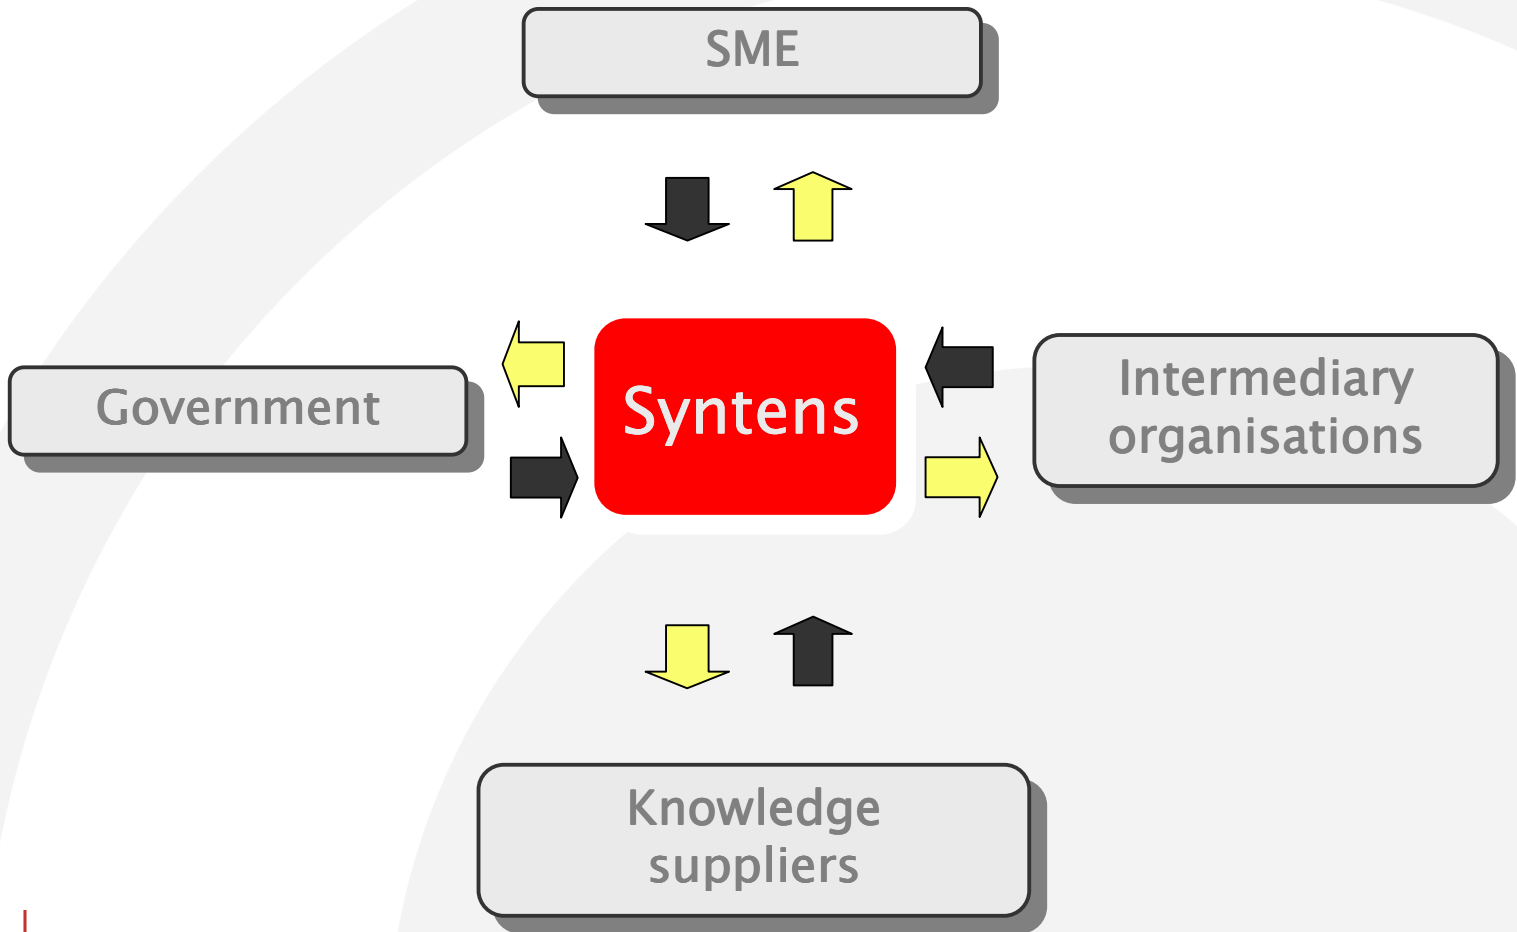 SME
Government
Syntens
Intermediary
organisations
Knowledge
suppliers